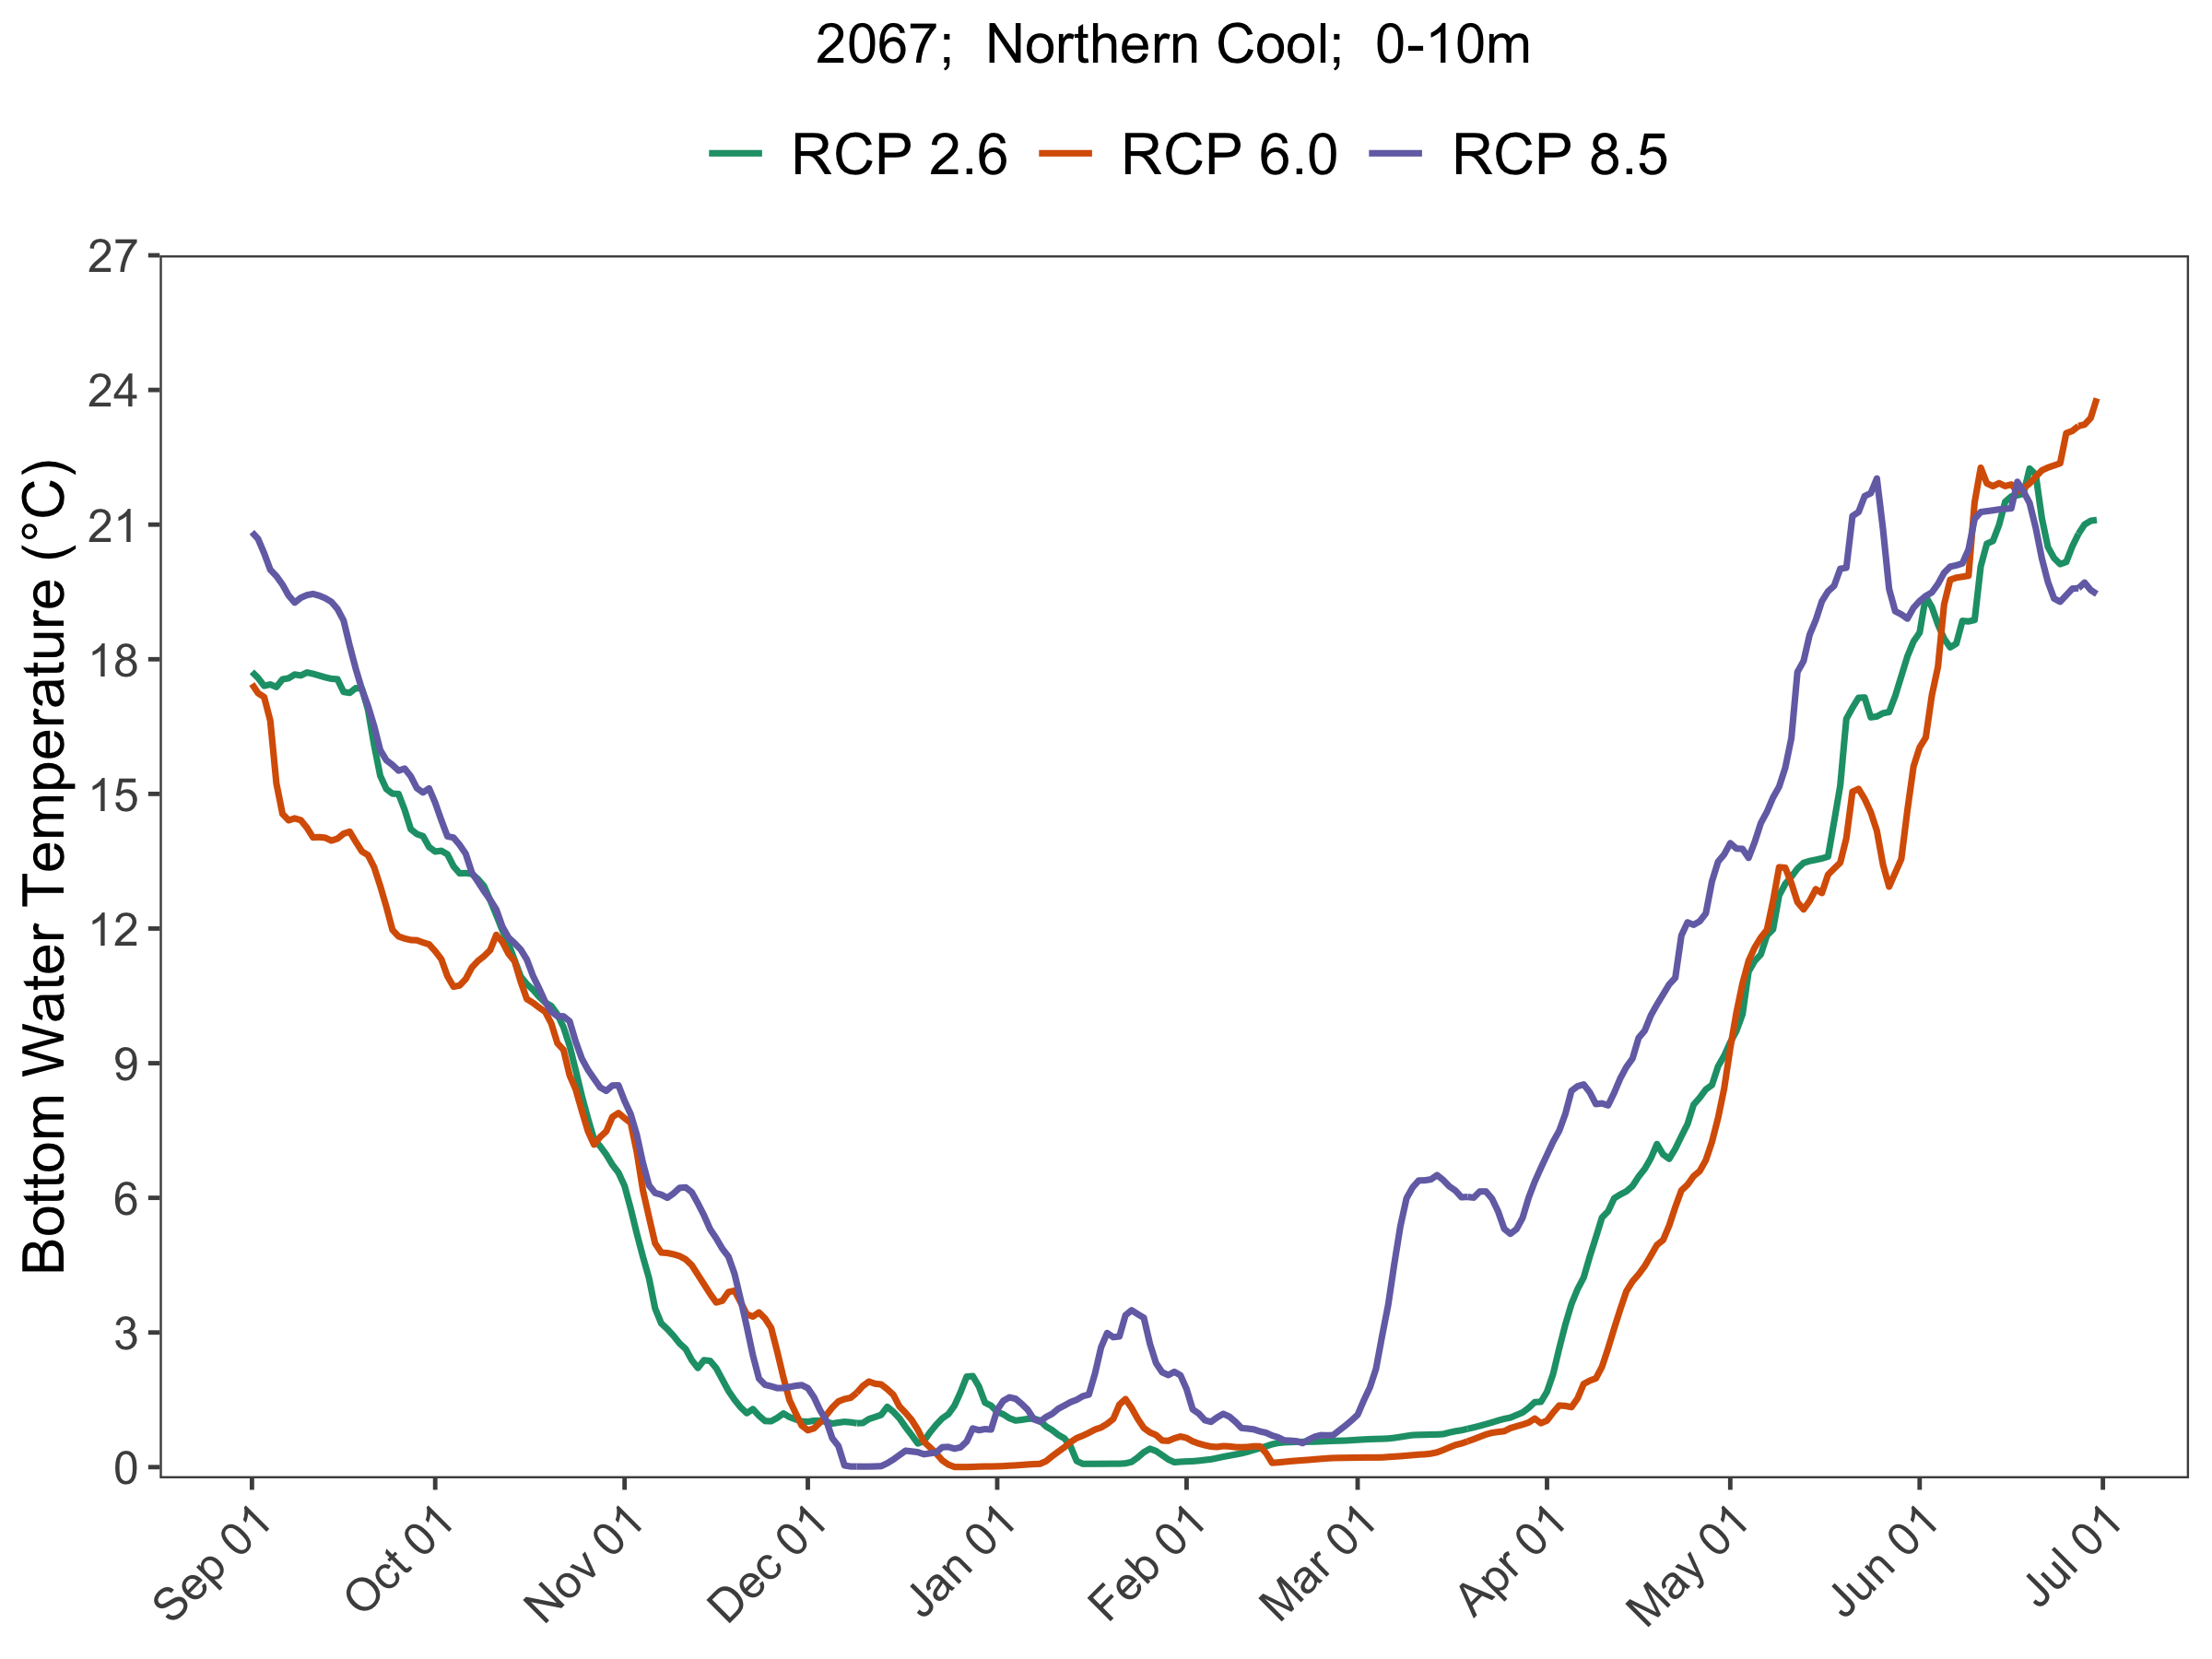 2067;  Northern Cool;  0-10m
RCP 2.6 RCP 6.0 RCP 8.5
Bottom Water Temperature (°C)
27
24
21
18
15
12
9
6
3
0
Sep 01 Oct 01 Nov 01 Dec 01 Jan 01 Feb 01 Mar 01 Apr 01 May 01 Jun 01 Jul 01